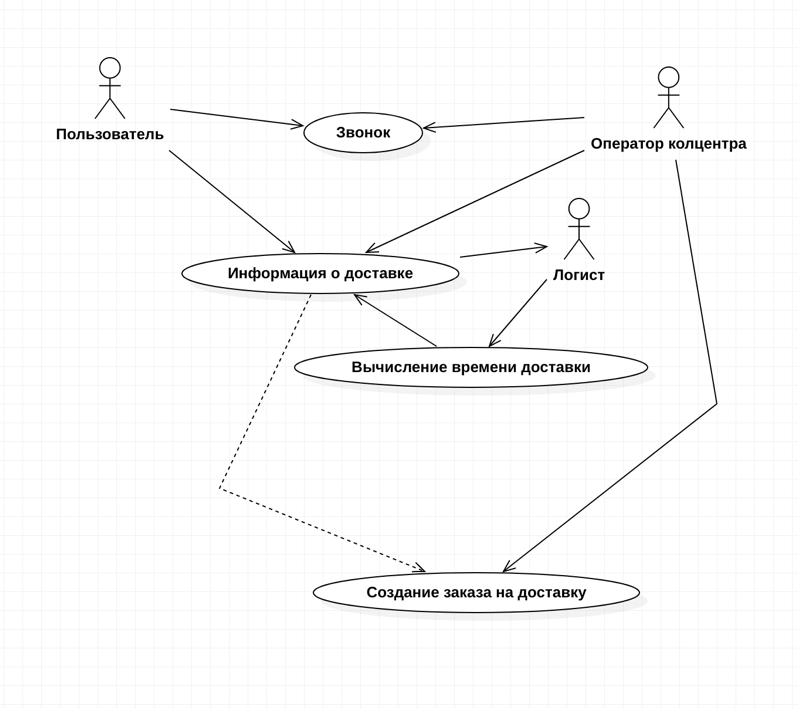 Пользователь
Звонок
Оператор колцентра
Информация о доставке
Логист
Вычисление времени доставки
Создание заказа на доставку